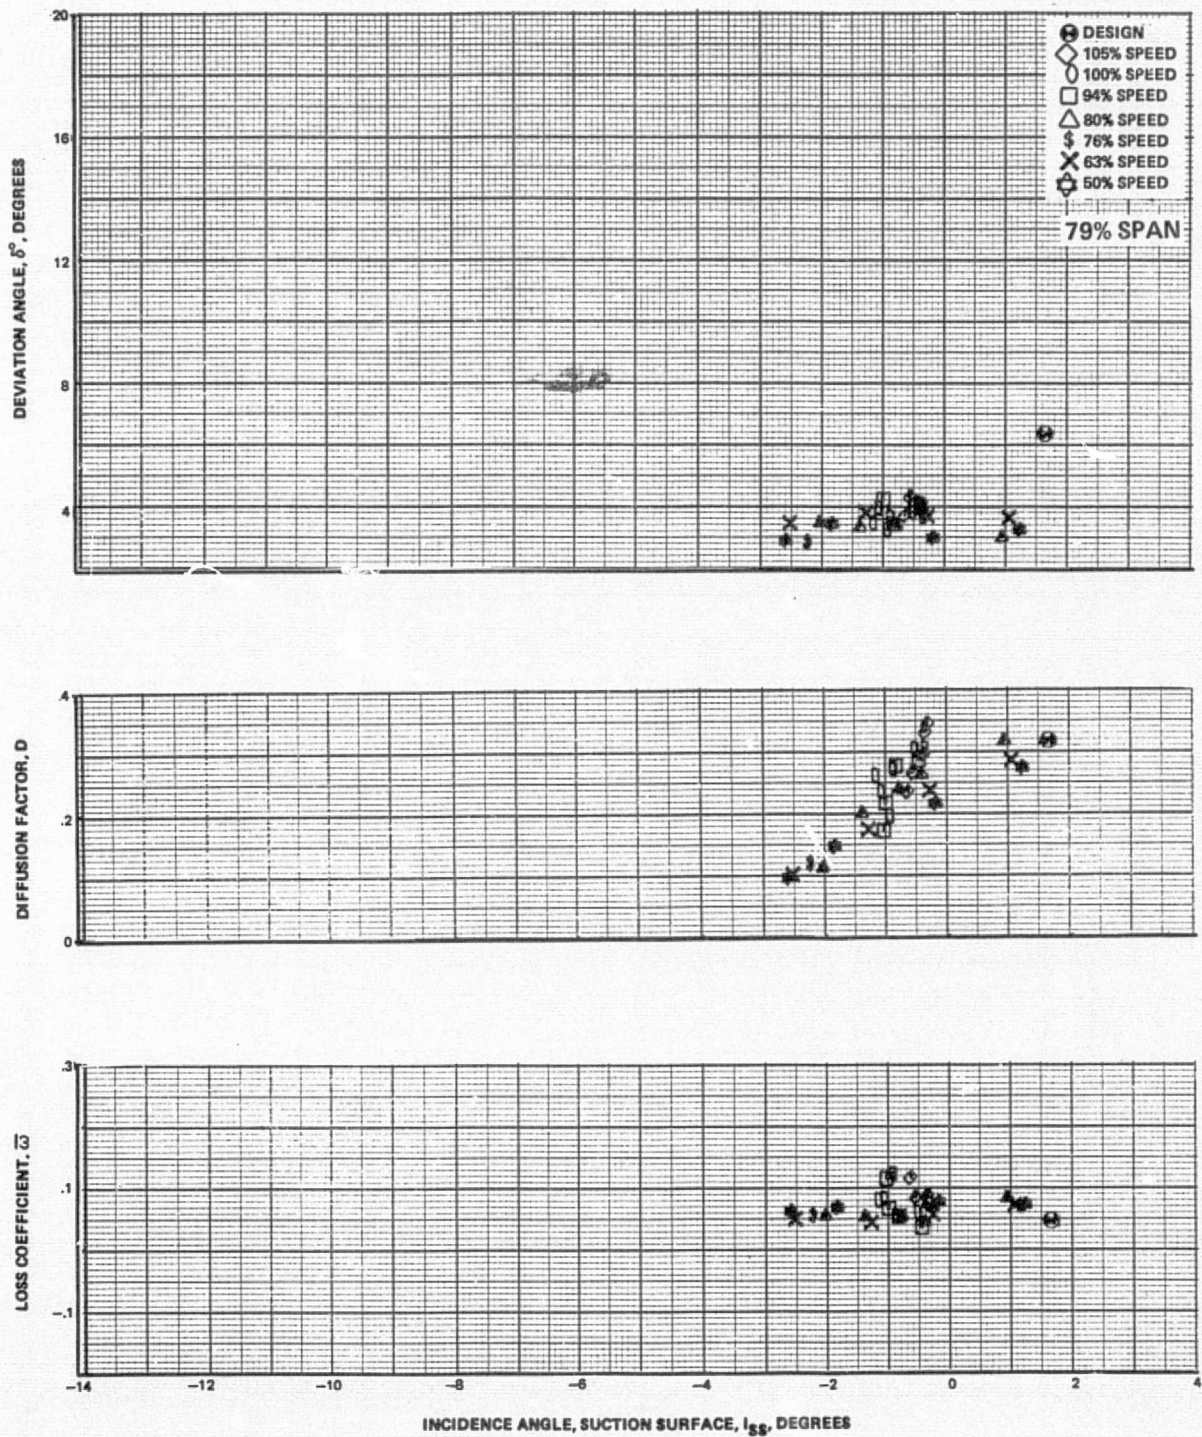 20
16
12
8
4
DEVIATION ANGLE, δ°, DEGREES
DESIGN
105% SPEED
100% SPEED
94% SPEED
80% SPEED
$ 76% SPEED
63% SPEED
50% SPEED
79% SPAN
.4
.2
0
DIFFUSION FACTOR, D
.3
.1
-.1
LOSS COEFFICIENT, ω̅
-14 -12 -10 -8 -6 -4 -2 0 2 4
INCIDENCE ANGLE, SUCTION SURFACE, ISS, DEGREES